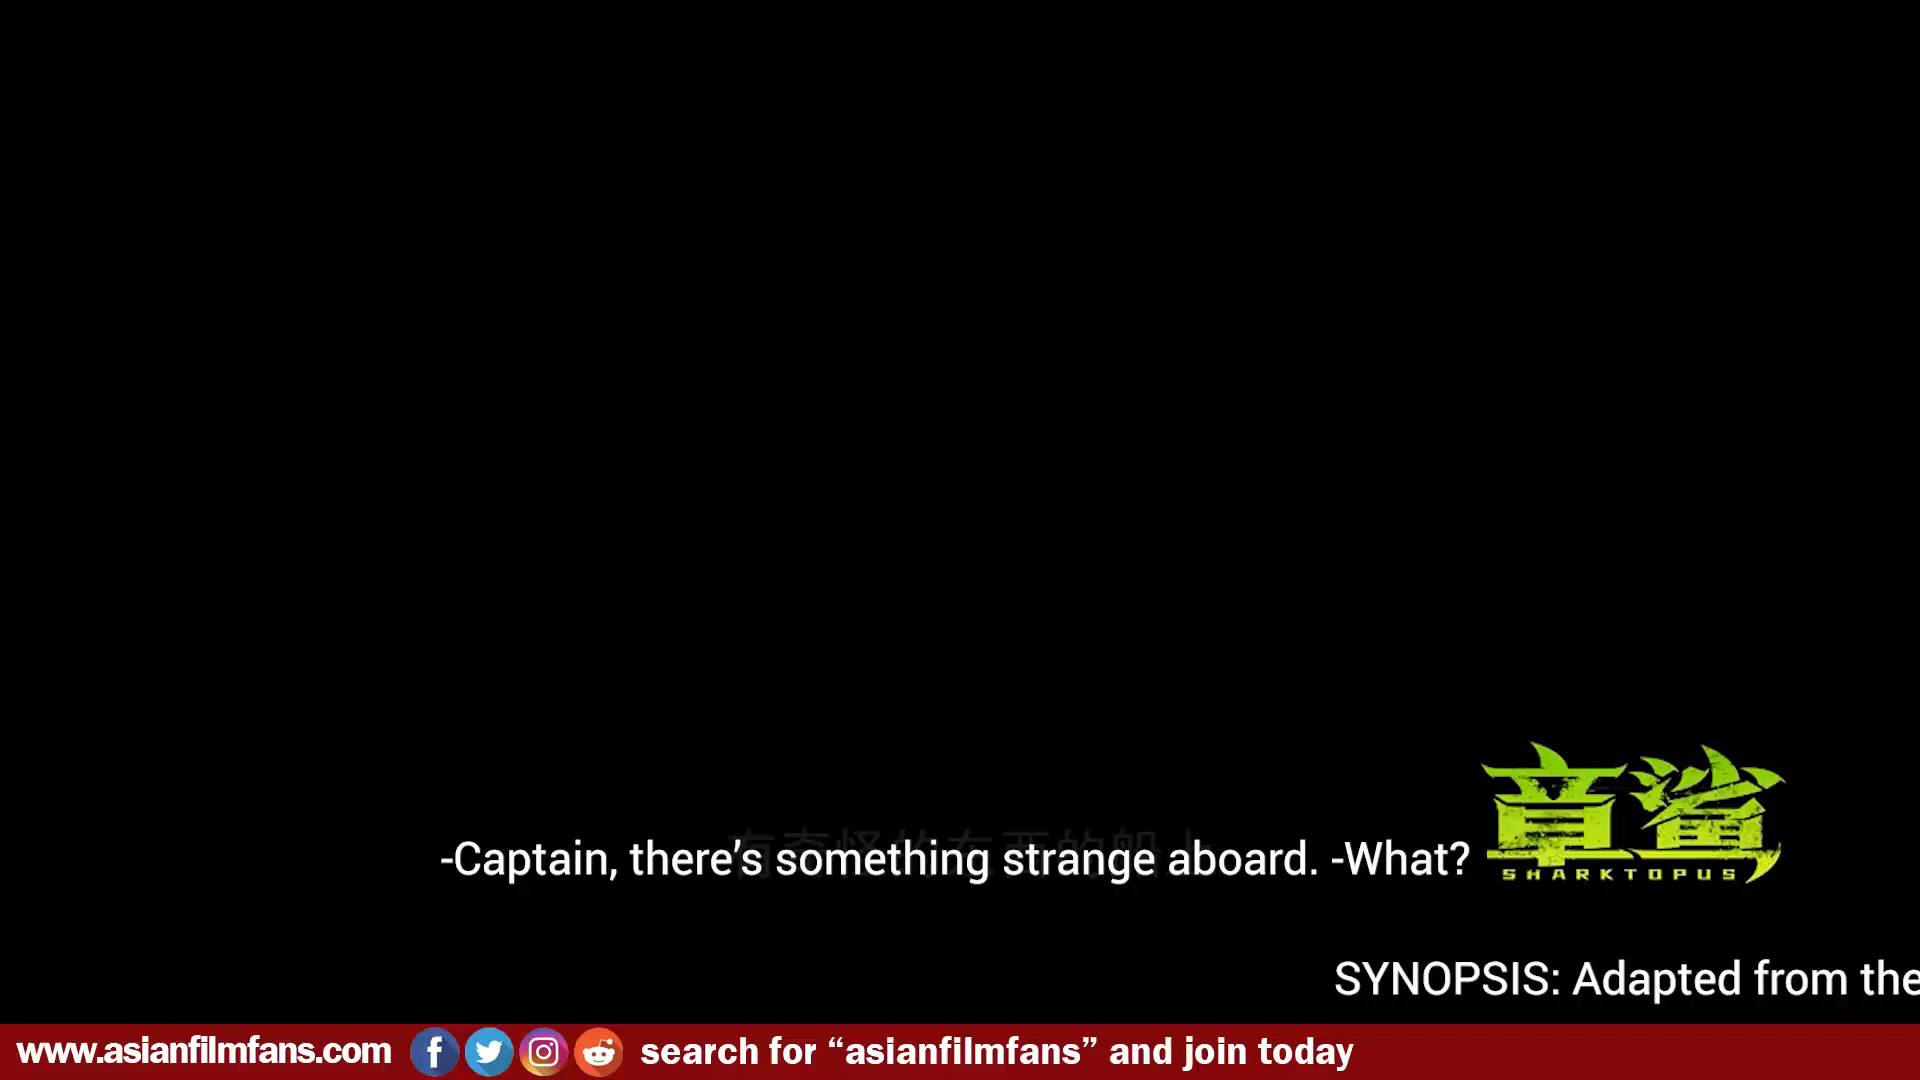 -Captain, there’s something strange aboard. -What?
章鲨
SHARKTOPUS
SYNOPSIS: Adapted from the
www.asianfilmfans.com search for “asianfilmfans” and join today